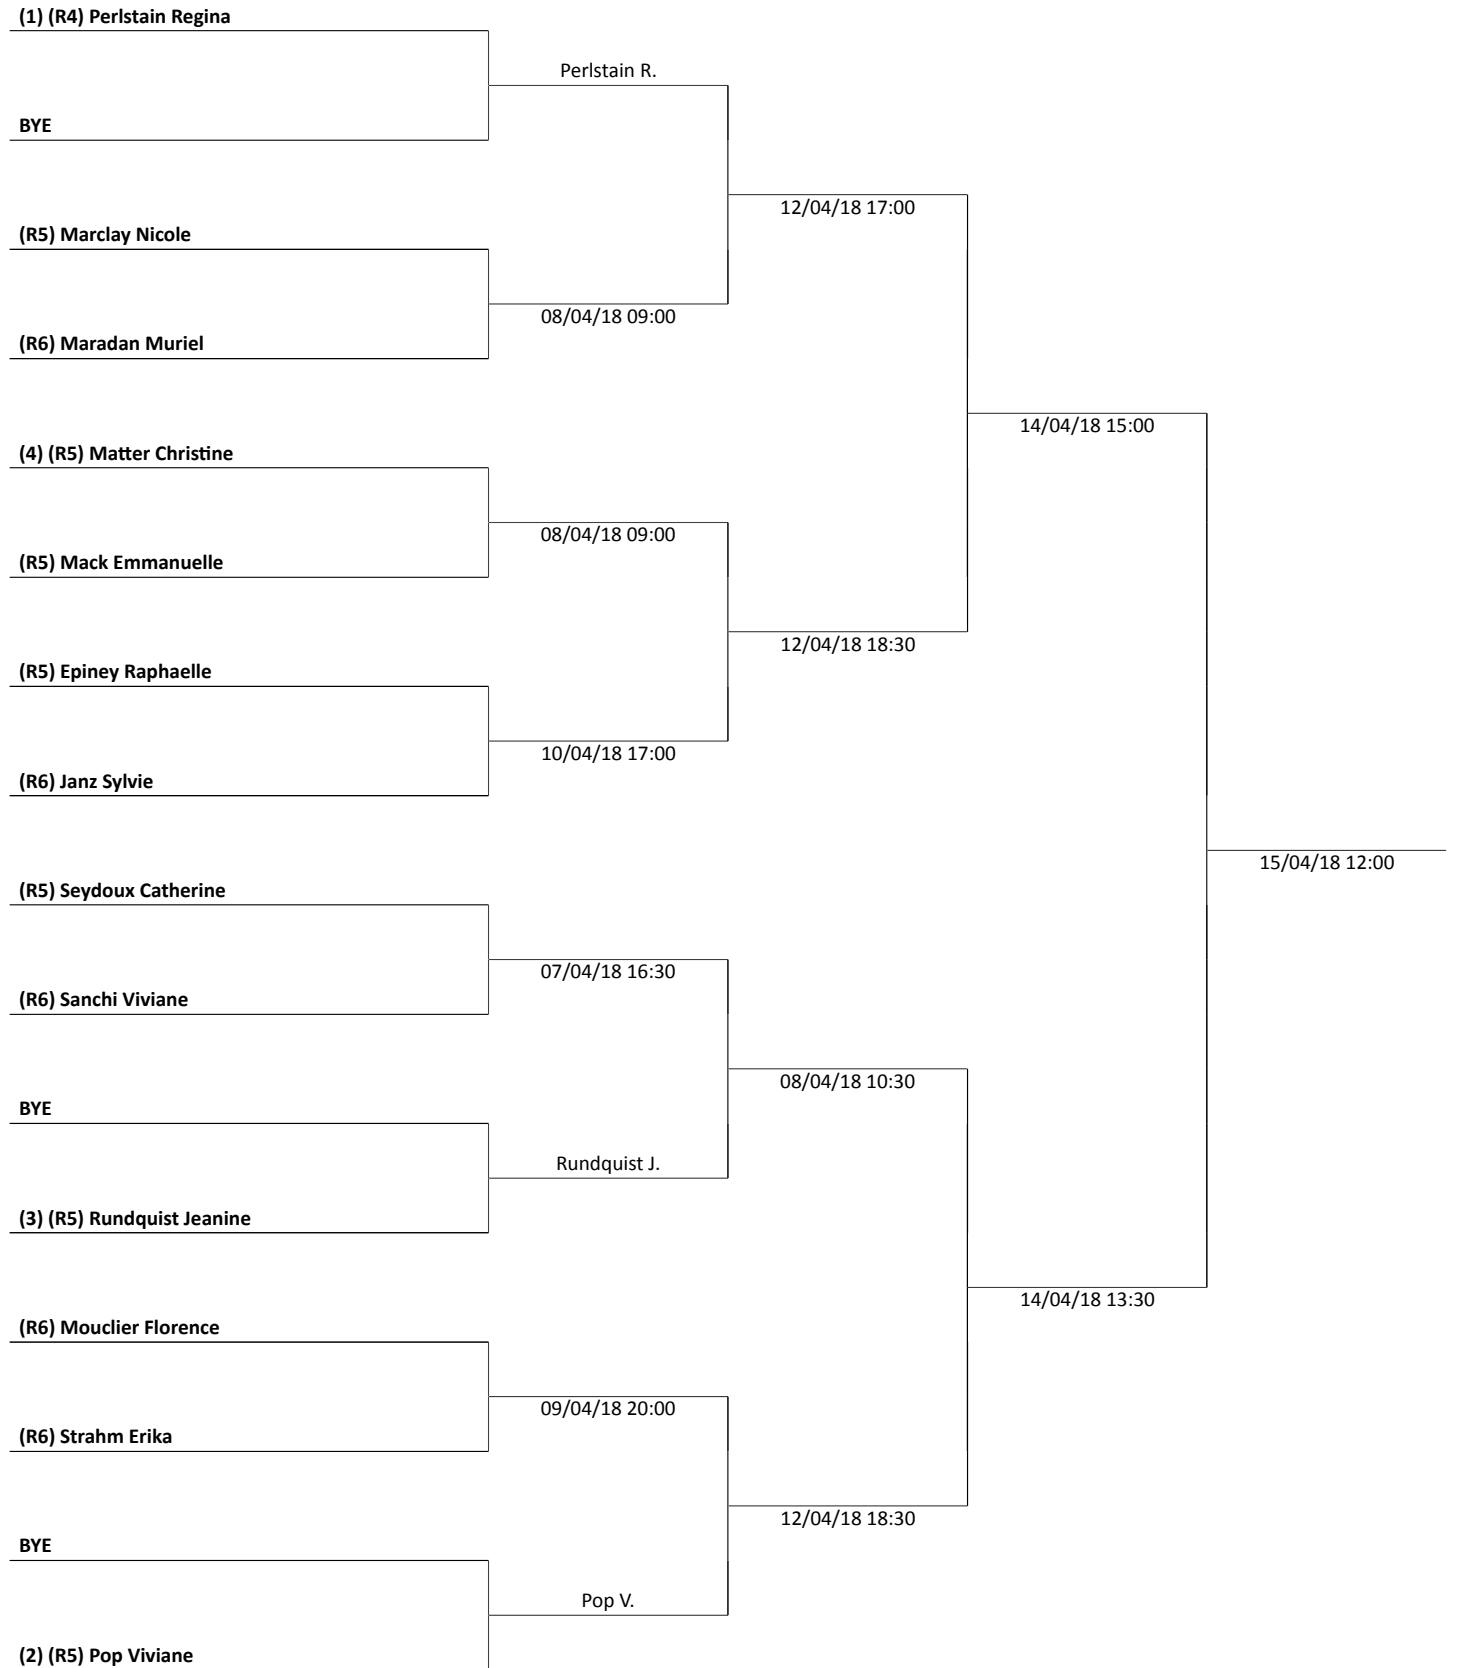 (1) (R4) Perlstain Regina
Perlstain R.
BYE
12/04/18 17:00
(R5) Marclay Nicole
08/04/18 09:00
(R6) Maradan Muriel
14/04/18 15:00
(4) (R5) Matter Christine
08/04/18 09:00
(R5) Mack Emmanuelle
12/04/18 18:30
(R5) Epiney Raphaelle
10/04/18 17:00
(R6) Janz Sylvie
15/04/18 12:00
(R5) Seydoux Catherine
07/04/18 16:30
(R6) Sanchi Viviane
08/04/18 10:30
BYE
Rundquist J.
(3) (R5) Rundquist Jeanine
14/04/18 13:30
(R6) Mouclier Florence
09/04/18 20:00
(R6) Strahm Erika
12/04/18 18:30
BYE
Pop V.
(2) (R5) Pop Viviane